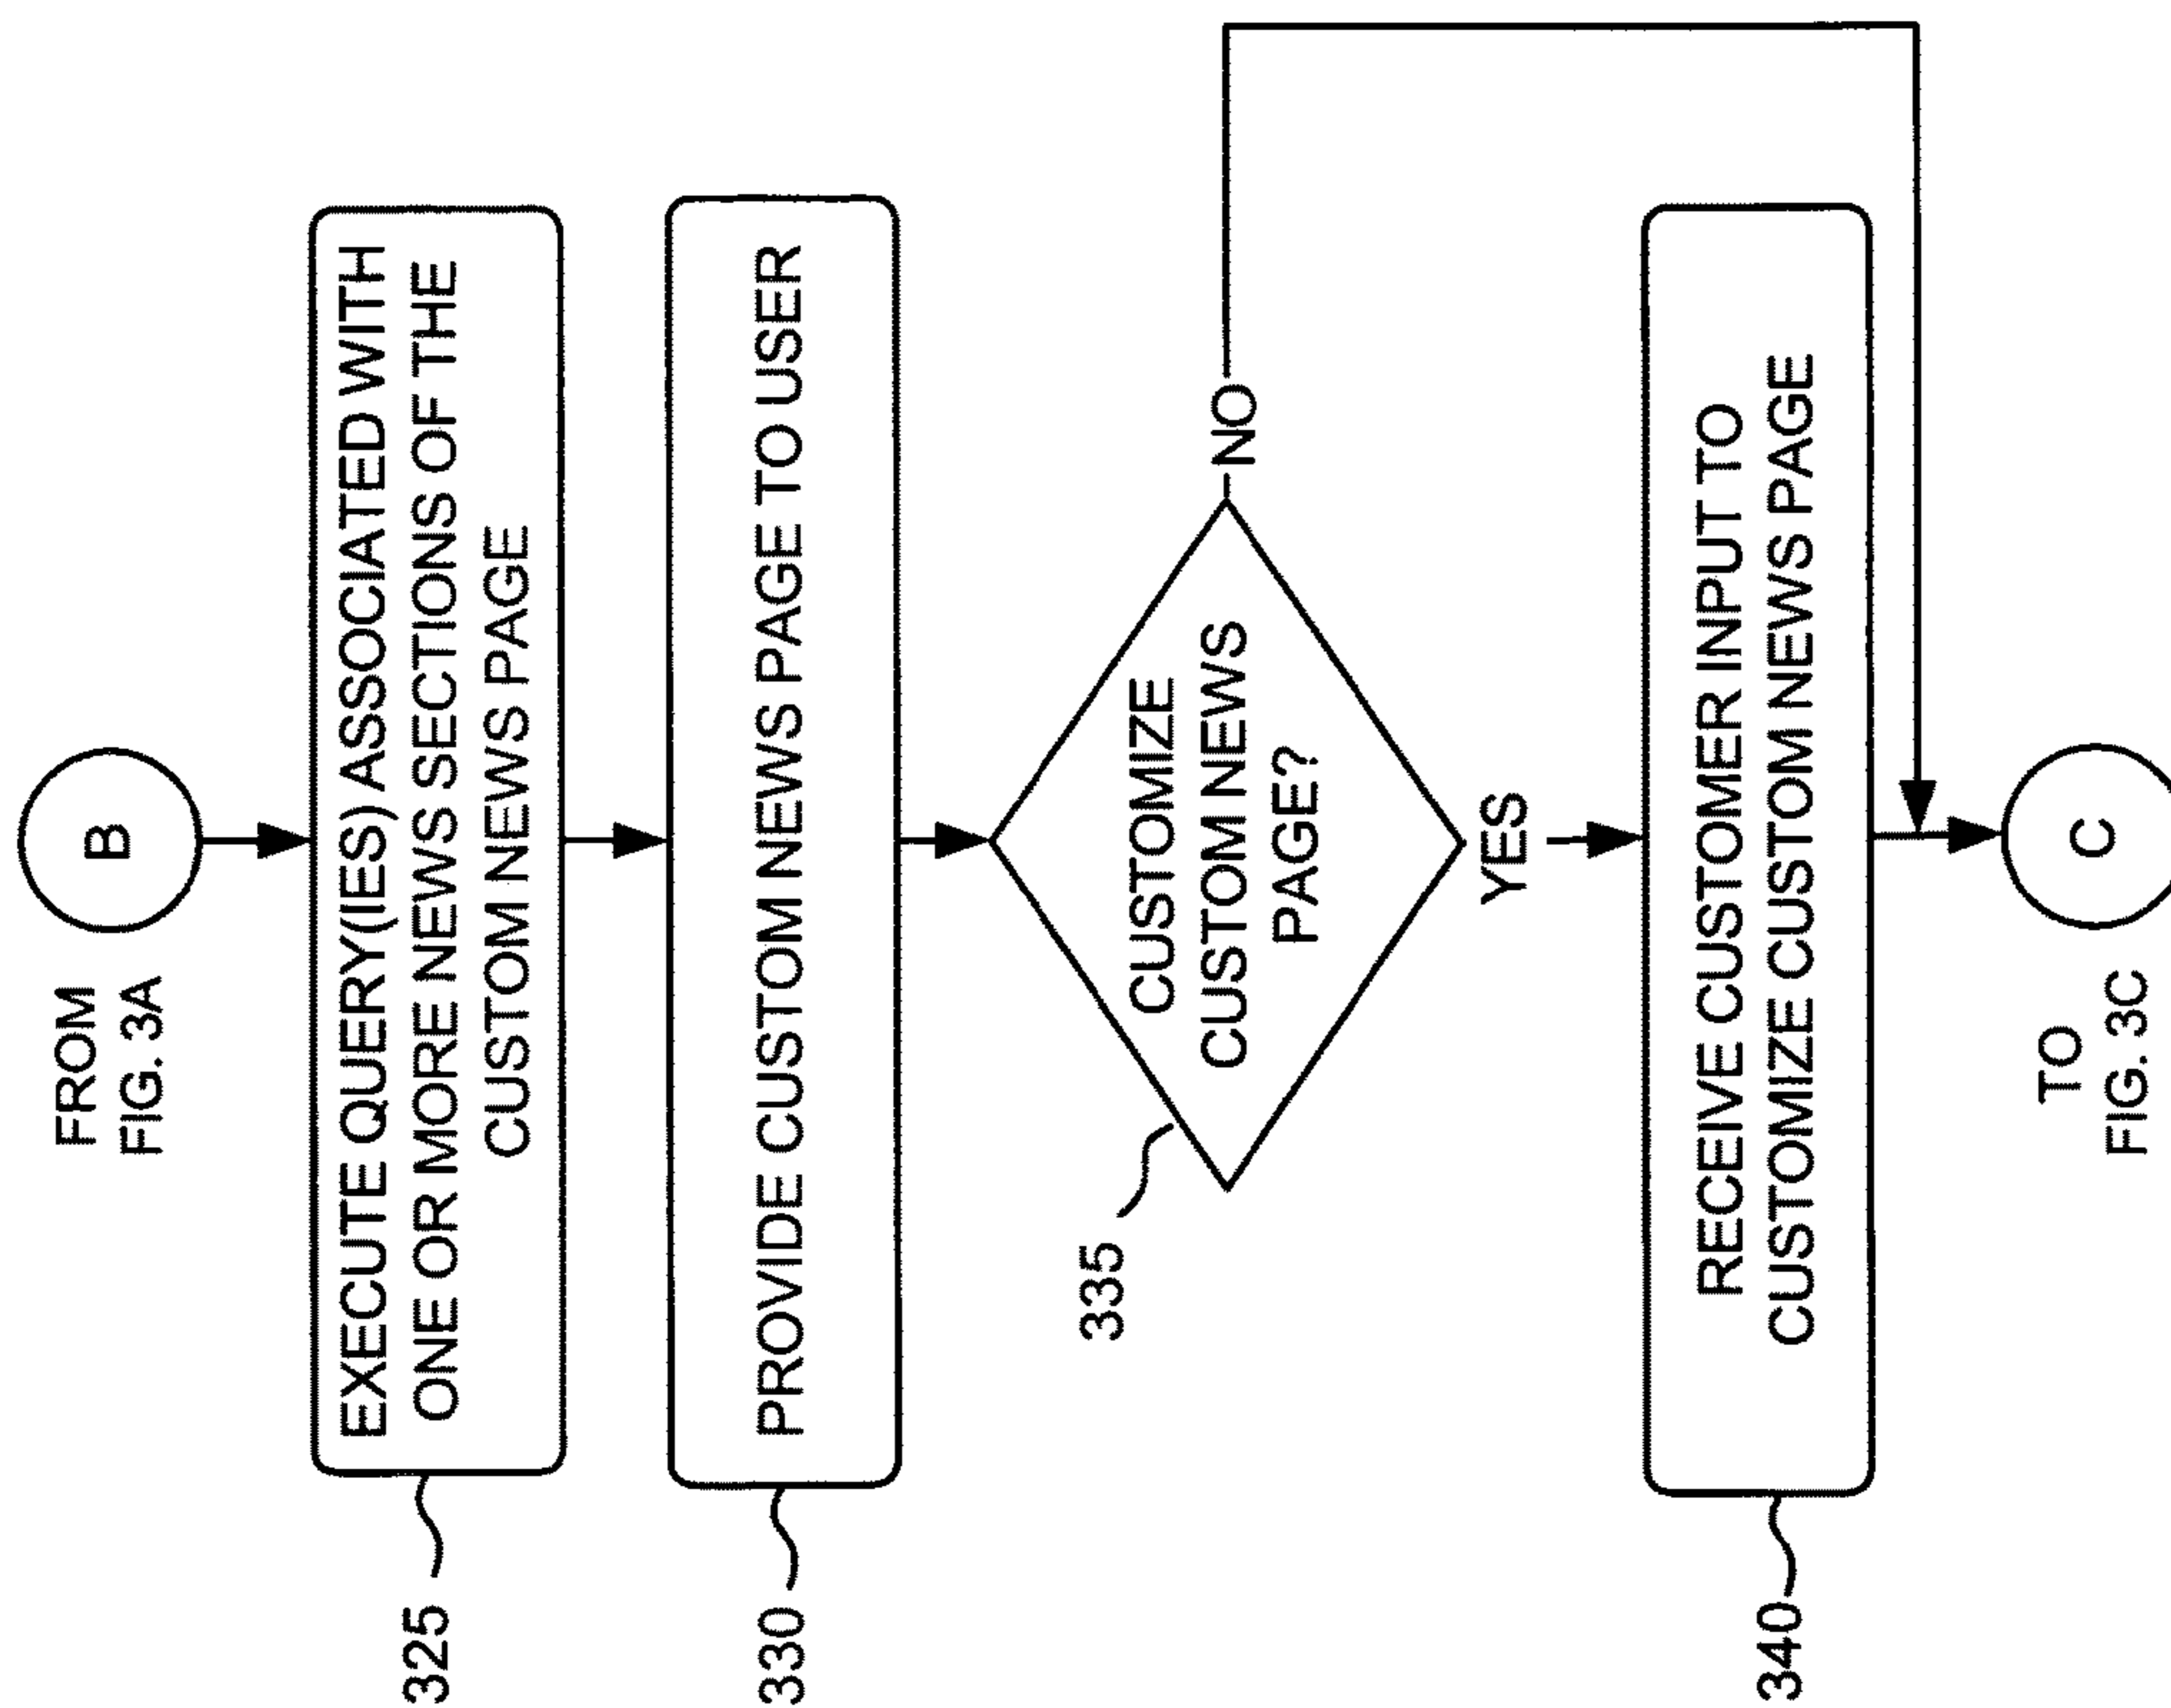 FROM
FIG. 3A
B
325
EXECUTE QUERY(IES) ASSOCIATED WITH
ONE OR MORE NEWS SECTIONS OF THE
CUSTOM NEWS PAGE
330
PROVIDE CUSTOM NEWS PAGE TO USER
335
CUSTOMIZE
CUSTOM NEWS
PAGE?
NO
YES
340
RECEIVE CUSTOMER INPUT TO
CUSTOMIZE CUSTOM NEWS PAGE
TO
FIG. 3C
C